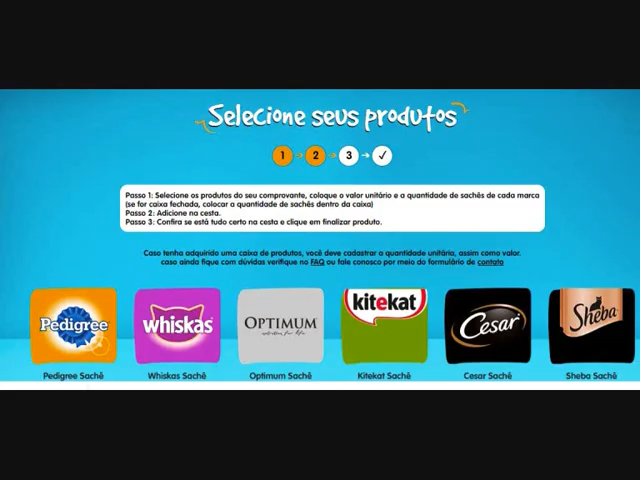 Selecione seus produtos
1 2 3
Passo 1: Selecione os produtos do seu comprovante, coloque o valor unitário e a quantidade de sachês de cada marca
(se for caixa fechada, colocar a quantidade de sachês dentro da caixa)
Passo 2: Adicione na cesta.
Passo 3: Confira se está tudo certo na cesta e clique em finalizar produto.
Caso tenha adquirido uma caixa de produtos, você deve cadastrar a quantidade unitária, assim como valor.
caso ainda fique com dúvidas verifique no FAQ ou fale conosco por meio do formulário de contato
Pedigree whiskas OPTIMUM kitekat Cesar Sheba
selection for life
Pedigree Sachê Whiskas Sachê Optimum Sachê Kitekat Sachê Cesar Sachê Sheba Sachê